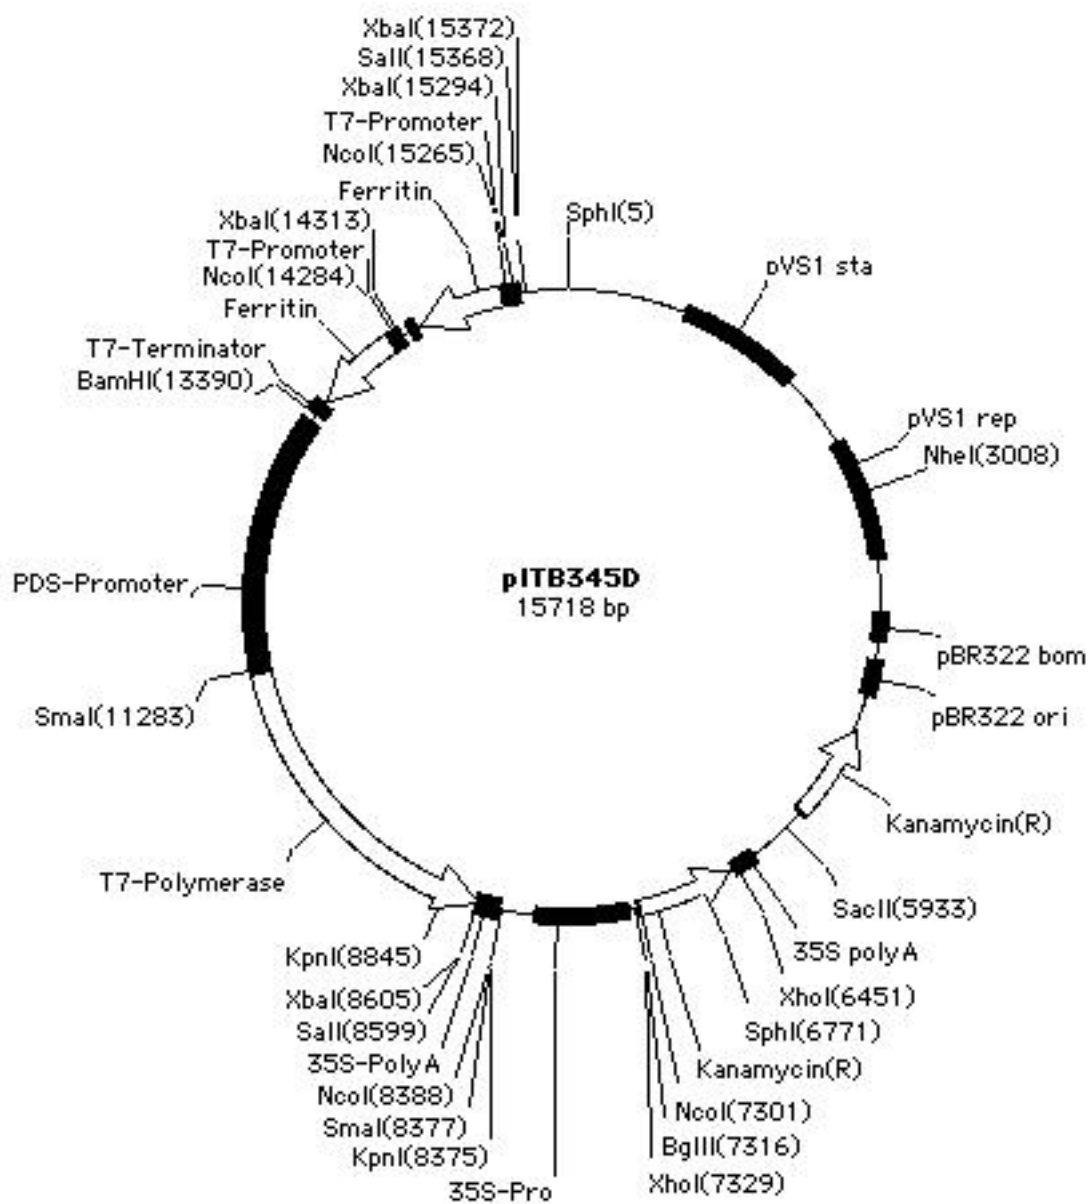 XbaI(15372)
SalI(15368)
XbaI(15294)
T7-Promoter
NcoI(15265)
Ferritin
XbaI(14313)
T7-Promoter
NcoI(14284)
Ferritin
T7-Terminator
BamHI(13390)
PDS-Promoter
SmaI(11283)
T7-Polymerase
KpnI(8845)
XbaI(8605)
SalI(8599)
35S-PolyA
NcoI(8388)
SmaI(8377)
KpnI(8375)
35S-Pro
SphI(5)
pVS1 sta
pVS1 rep
NheI(3008)
pBR322 bom
pBR322 ori
Kanamycin(R)
SacII(5933)
35S polyA
XhoI(6451)
SphI(6771)
Kanamycin(R)
NcoI(7301)
BglII(7316)
XhoI(7329)
pITB345D
15718 bp